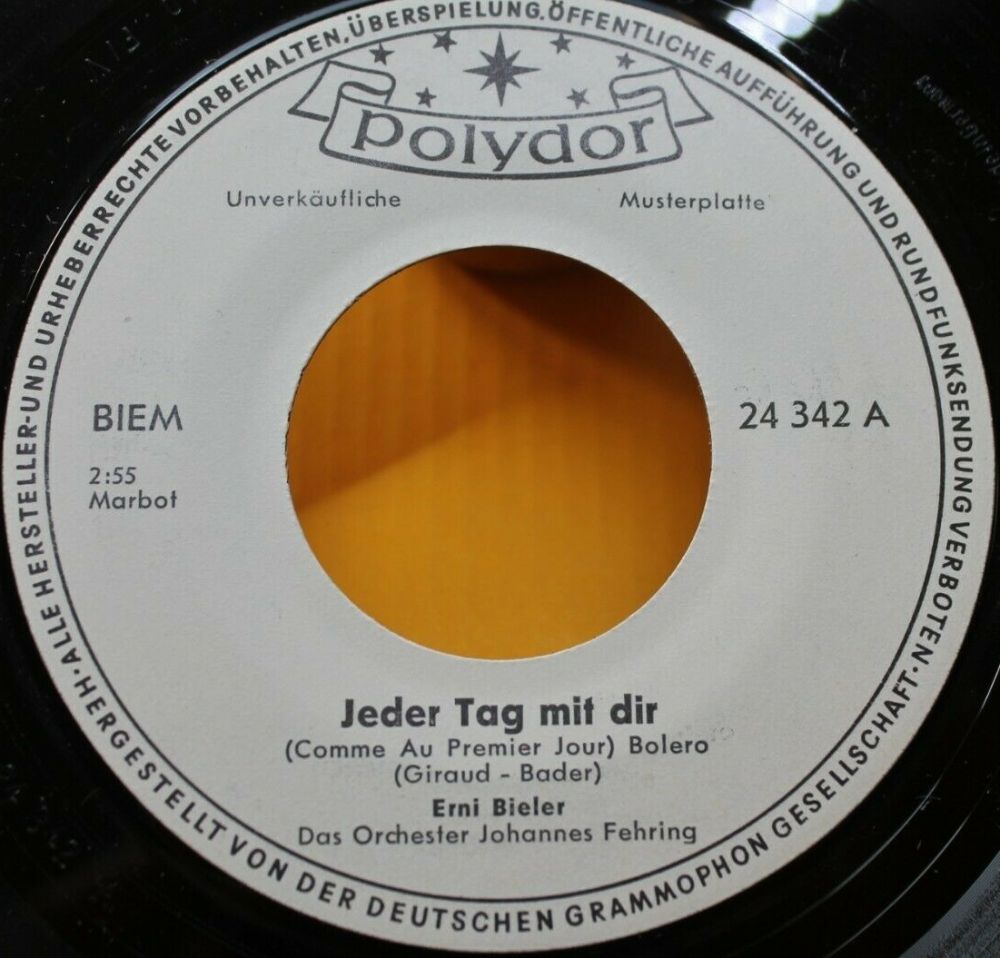 ALLE HERSTELLER-UND URHEBERRECHTE VORBEHALTEN,ÜBERSPIELUNG.ÖFFENTLICHE AUFFÜHRUNG UND RUNDFUNKSENDUNG VERBOTEN·
polydor
Unverkäufliche Musterplatte
BIEM
24 342 A
2:55
Marbot
Jeder Tag mit dir
(Comme Au Premier Jour) Bolero
(Giraud - Bader)
Erni Bieler
Das Orchester Johannes Fehring
·HERGESTELLT VON DER DEUTSCHEN GRAMMOPHON GESELLSCHAFT·